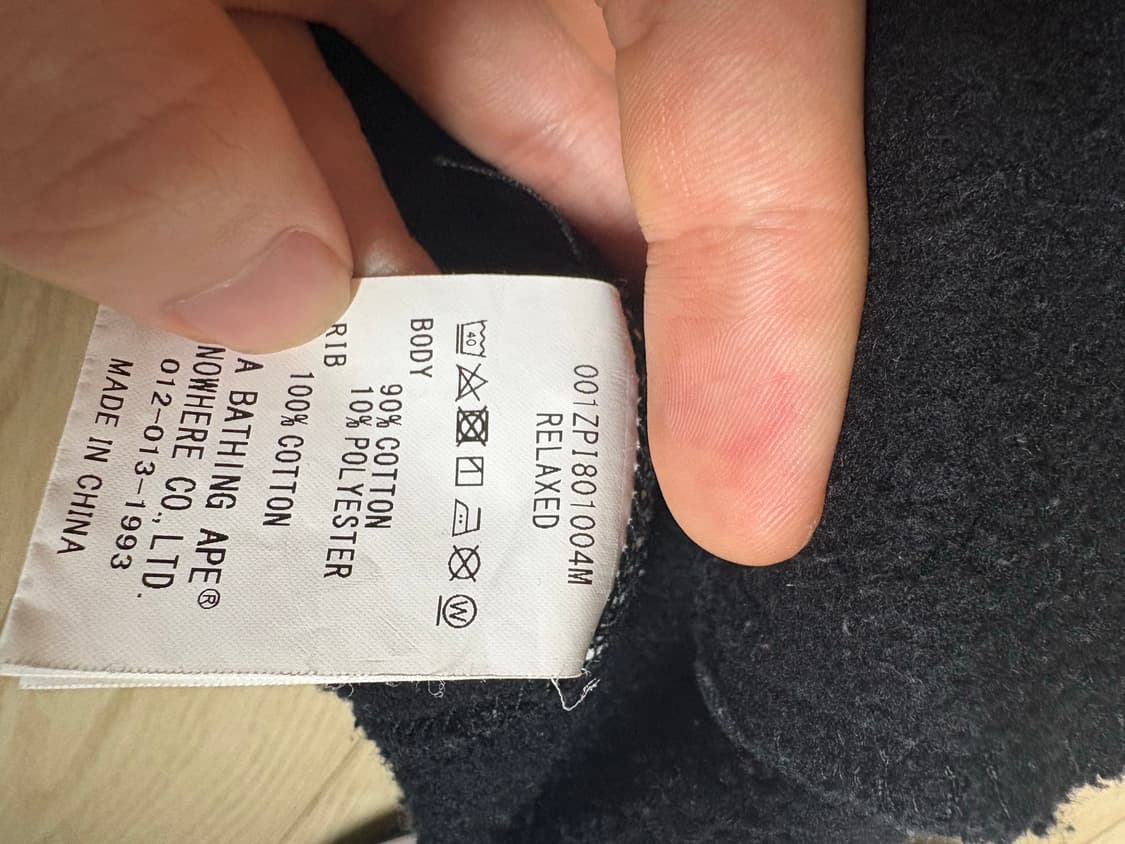 001ZPI801004M
RELAXED
40
W
BODY
90% COTTON
10% POLYESTER
RIB
100% COTTON
A BATHING APE®
NOWHERE CO.,LTD.
012-013-1993
MADE IN CHINA